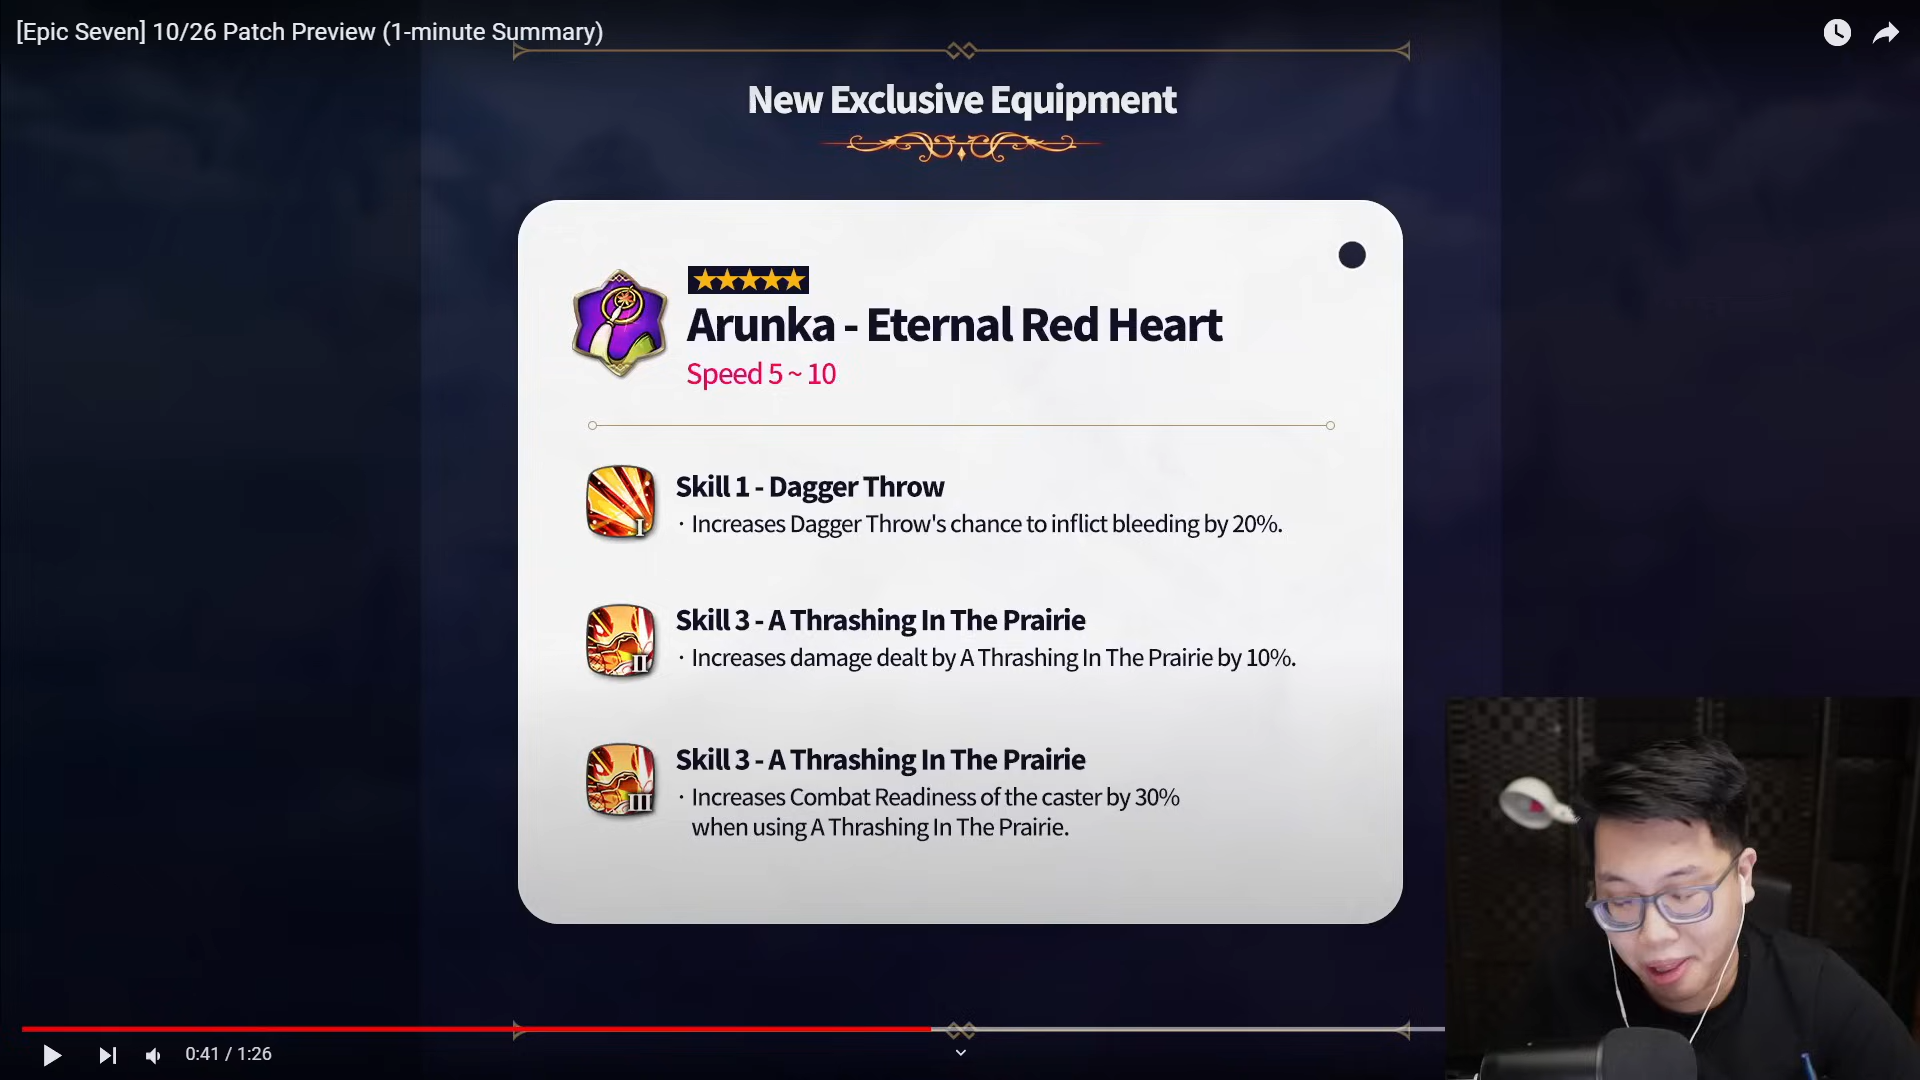 [Epic Seven] 10/26 Patch Preview (1-minute Summary)
New Exclusive Equipment
Arunka - Eternal Red Heart
Speed 5 ~ 10
Skill 1 - Dagger Throw
· Increases Dagger Throw's chance to inflict bleeding by 20%.
I
Skill 3 - A Thrashing In The Prairie
· Increases damage dealt by A Thrashing In The Prairie by 10%.
II
Skill 3 - A Thrashing In The Prairie
· Increases Combat Readiness of the caster by 30%
III
when using A Thrashing In The Prairie.
0:41 / 1:26